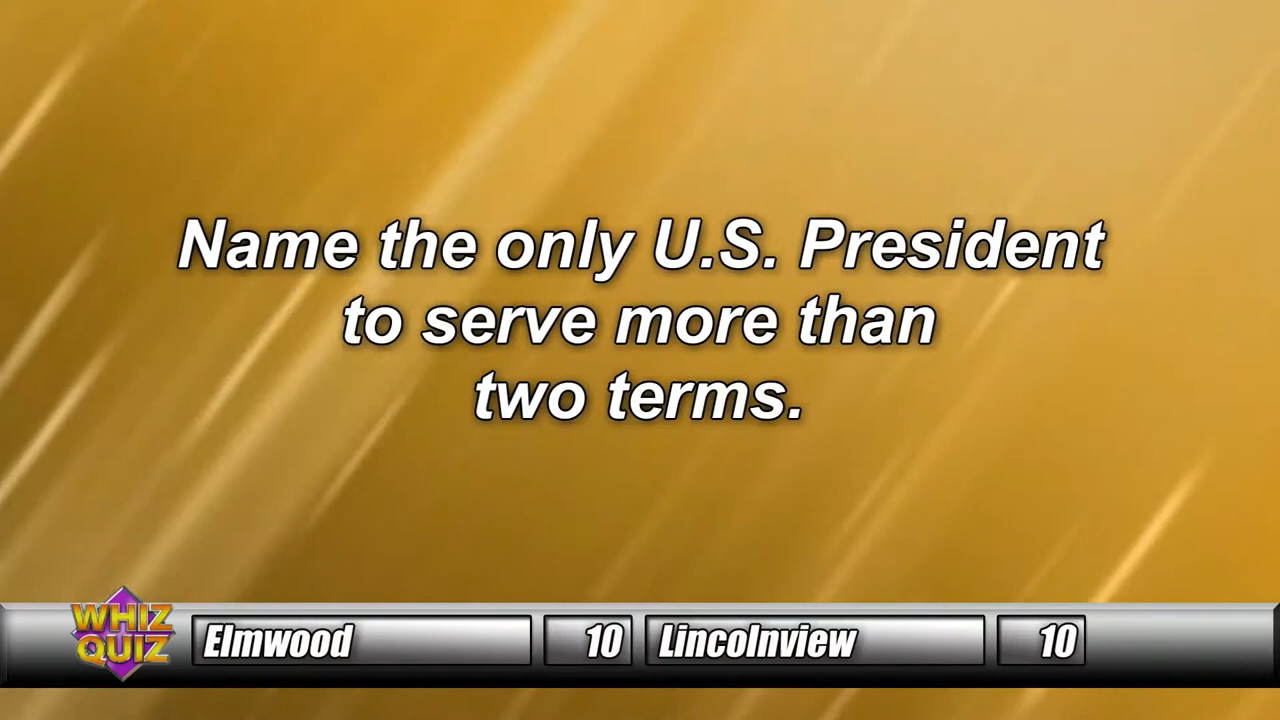 Name the only U.S. President
to serve more than
two terms.
WHIZ
QUIZ
Elmwood 10 Lincolnview 10